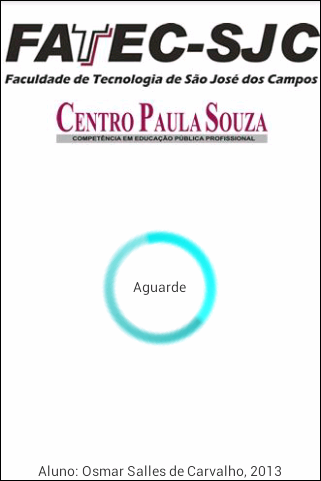 FATEC-SJC
Faculdade de Tecnologia de São José dos Campos
CENTRO PAULA SOUZA
COMPETÊNCIA EM EDUCAÇÃO PÚBLICA PROFISSIONAL
Aguarde
Aluno: Osmar Salles de Carvalho, 2013